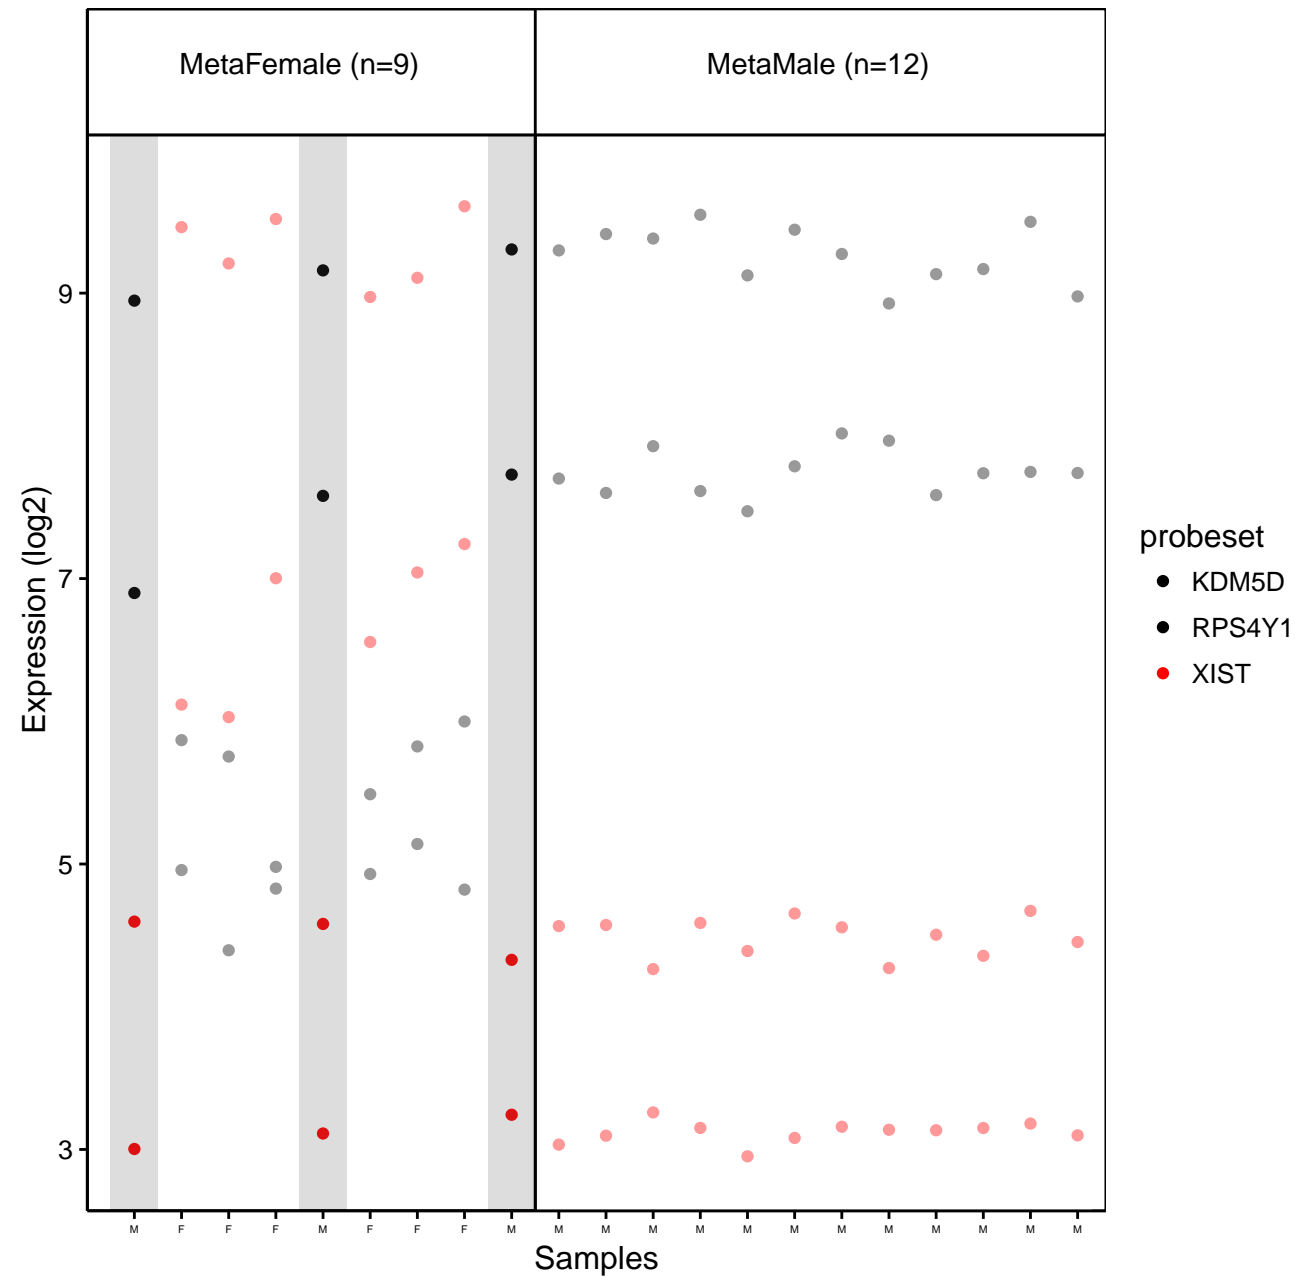 MetaFemale (n=9)
MetaMale (n=12)
Expression (log2)
9
7
5
3
M F F F M F F F M M M M M M M M M M M M M
Samples
probeset
KDM5D
RPS4Y1
XIST